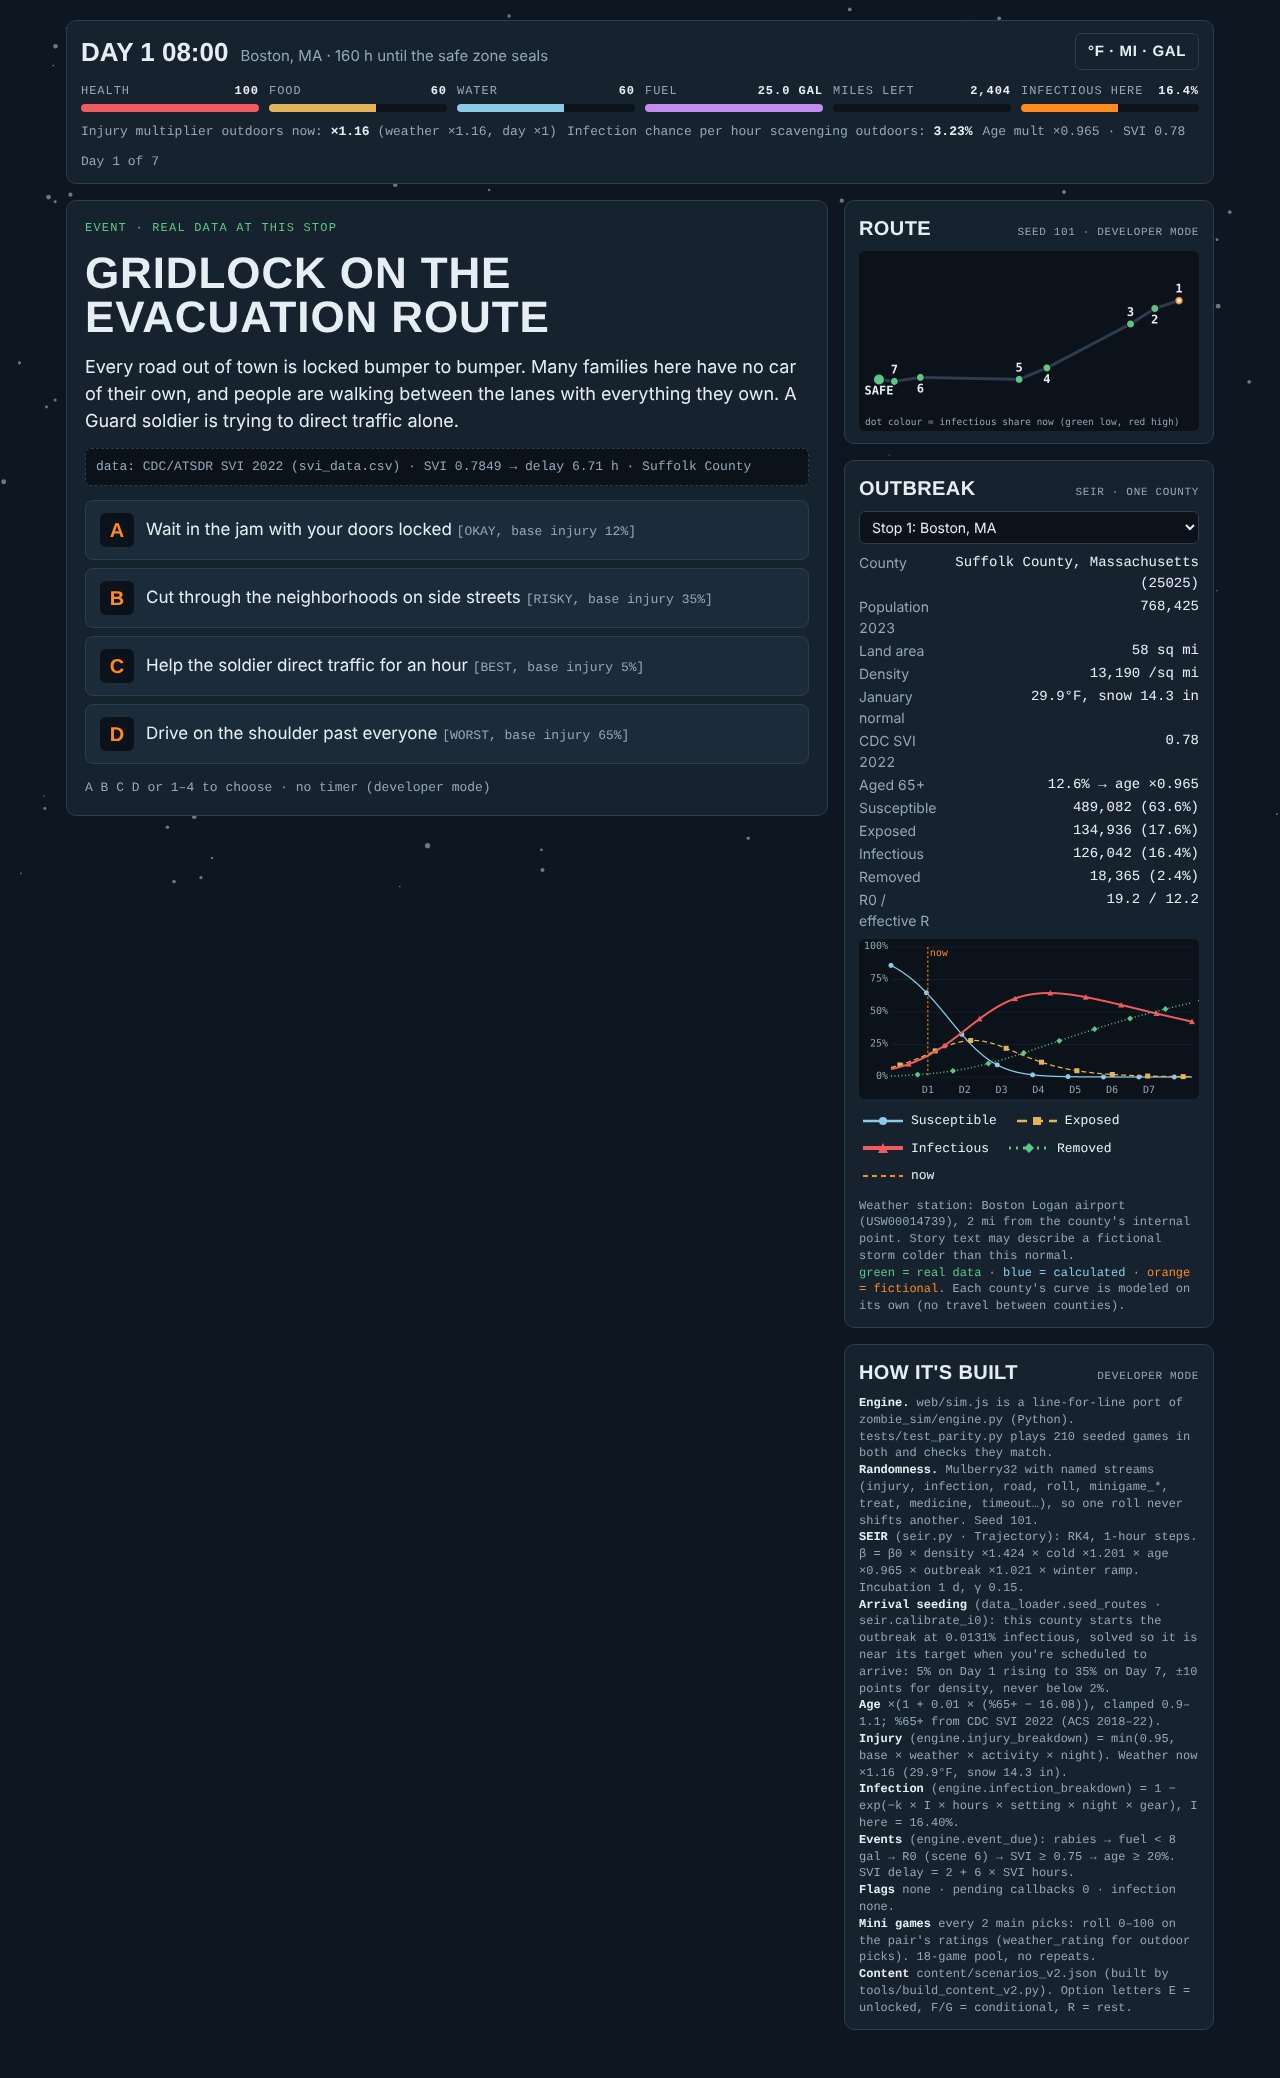 DAY 1 08:00 Boston, MA · 160 h until the safe zone seals
°F · MI · GAL
HEALTH 100 FOOD 60 WATER 60 FUEL 25.0 GAL MILES LEFT 2,404 INFECTIOUS HERE 16.4%
Injury multiplier outdoors now: ×1.16 (weather ×1.16, day ×1) Infection chance per hour scavenging outdoors: 3.23% Age mult ×0.965 · SVI 0.78
Day 1 of 7
EVENT · REAL DATA AT THIS STOP
GRIDLOCK ON THE
EVACUATION ROUTE
Every road out of town is locked bumper to bumper. Many families here have no car
of their own, and people are walking between the lanes with everything they own. A
Guard soldier is trying to direct traffic alone.
data: CDC/ATSDR SVI 2022 (svi_data.csv) · SVI 0.7849 → delay 6.71 h · Suffolk County
A Wait in the jam with your doors locked [OKAY, base injury 12%]
B Cut through the neighborhoods on side streets [RISKY, base injury 35%]
C Help the soldier direct traffic for an hour [BEST, base injury 5%]
D Drive on the shoulder past everyone [WORST, base injury 65%]
A B C D or 1–4 to choose · no timer (developer mode)
ROUTE SEED 101 · DEVELOPER MODE
1
2
3
4
5
6
7
SAFE
dot colour = infectious share now (green low, red high)
OUTBREAK SEIR · ONE COUNTY
Stop 1: Boston, MA
County Suffolk County, Massachusetts
(25025)
Population 768,425
2023
Land area 58 sq mi
Density 13,190 /sq mi
January 29.9°F, snow 14.3 in
normal
CDC SVI 0.78
2022
Aged 65+ 12.6% → age ×0.965
Susceptible 489,082 (63.6%)
Exposed 134,936 (17.6%)
Infectious 126,042 (16.4%)
Removed 18,365 (2.4%)
R0 / 19.2 / 12.2
effective R
100%
now
75%
50%
25%
0%
D1 D2 D3 D4 D5 D6 D7
Susceptible Exposed
Infectious Removed
now
Weather station: Boston Logan airport
(USW00014739), 2 mi from the county's internal
point. Story text may describe a fictional
storm colder than this normal.
green = real data · blue = calculated · orange
= fictional. Each county's curve is modeled on
its own (no travel between counties).
HOW IT'S BUILT DEVELOPER MODE
Engine. web/sim.js is a line-for-line port of
zombie_sim/engine.py (Python).
tests/test_parity.py plays 210 seeded games in
both and checks they match.
Randomness. Mulberry32 with named streams
(injury, infection, road, roll, minigame_*,
treat, medicine, timeout…), so one roll never
shifts another. Seed 101.
SEIR (seir.py · Trajectory): RK4, 1-hour steps.
β = β0 × density ×1.424 × cold ×1.201 × age
×0.965 × outbreak ×1.021 × winter ramp.
Incubation 1 d, γ 0.15.
Arrival seeding (data_loader.seed_routes ·
seir.calibrate_i0): this county starts the
outbreak at 0.0131% infectious, solved so it is
near its target when you're scheduled to
arrive: 5% on Day 1 rising to 35% on Day 7, ±10
points for density, never below 2%.
Age ×(1 + 0.01 × (%65+ − 16.08)), clamped 0.9–
1.1; %65+ from CDC SVI 2022 (ACS 2018–22).
Injury (engine.injury_breakdown) = min(0.95,
base × weather × activity × night). Weather now
×1.16 (29.9°F, snow 14.3 in).
Infection (engine.infection_breakdown) = 1 −
exp(−k × I × hours × setting × night × gear), I
here = 16.40%.
Events (engine.event_due): rabies → fuel < 8
gal → R0 (scene 6) → SVI ≥ 0.75 → age ≥ 20%.
SVI delay = 2 + 6 × SVI hours.
Flags none · pending callbacks 0 · infection
none.
Mini games every 2 main picks: roll 0–100 on
the pair's ratings (weather_rating for outdoor
picks). 18-game pool, no repeats.
Content content/scenarios_v2.json (built by
tools/build_content_v2.py). Option letters E =
unlocked, F/G = conditional, R = rest.